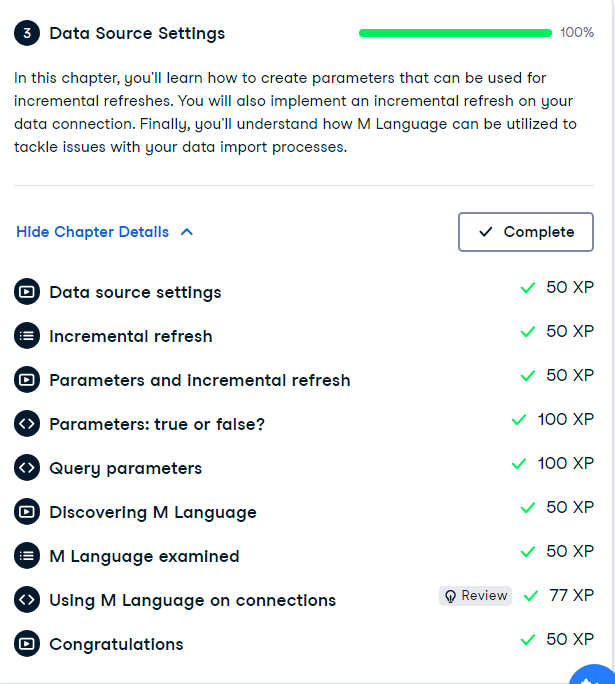 3 Data Source Settings 100%
In this chapter, you'll learn how to create parameters that can be used for
incremental refreshes. You will also implement an incremental refresh on your
data connection. Finally, you'll understand how M Language can be utilized to
tackle issues with your data import processes.
Hide Chapter Details Complete
Data source settings 50 XP
Incremental refresh 50 XP
Parameters and incremental refresh 50 XP
Parameters: true or false? 100 XP
Query parameters 100 XP
Discovering M Language 50 XP
M Language examined 50 XP
Using M Language on connections Review 77 XP
Congratulations 50 XP